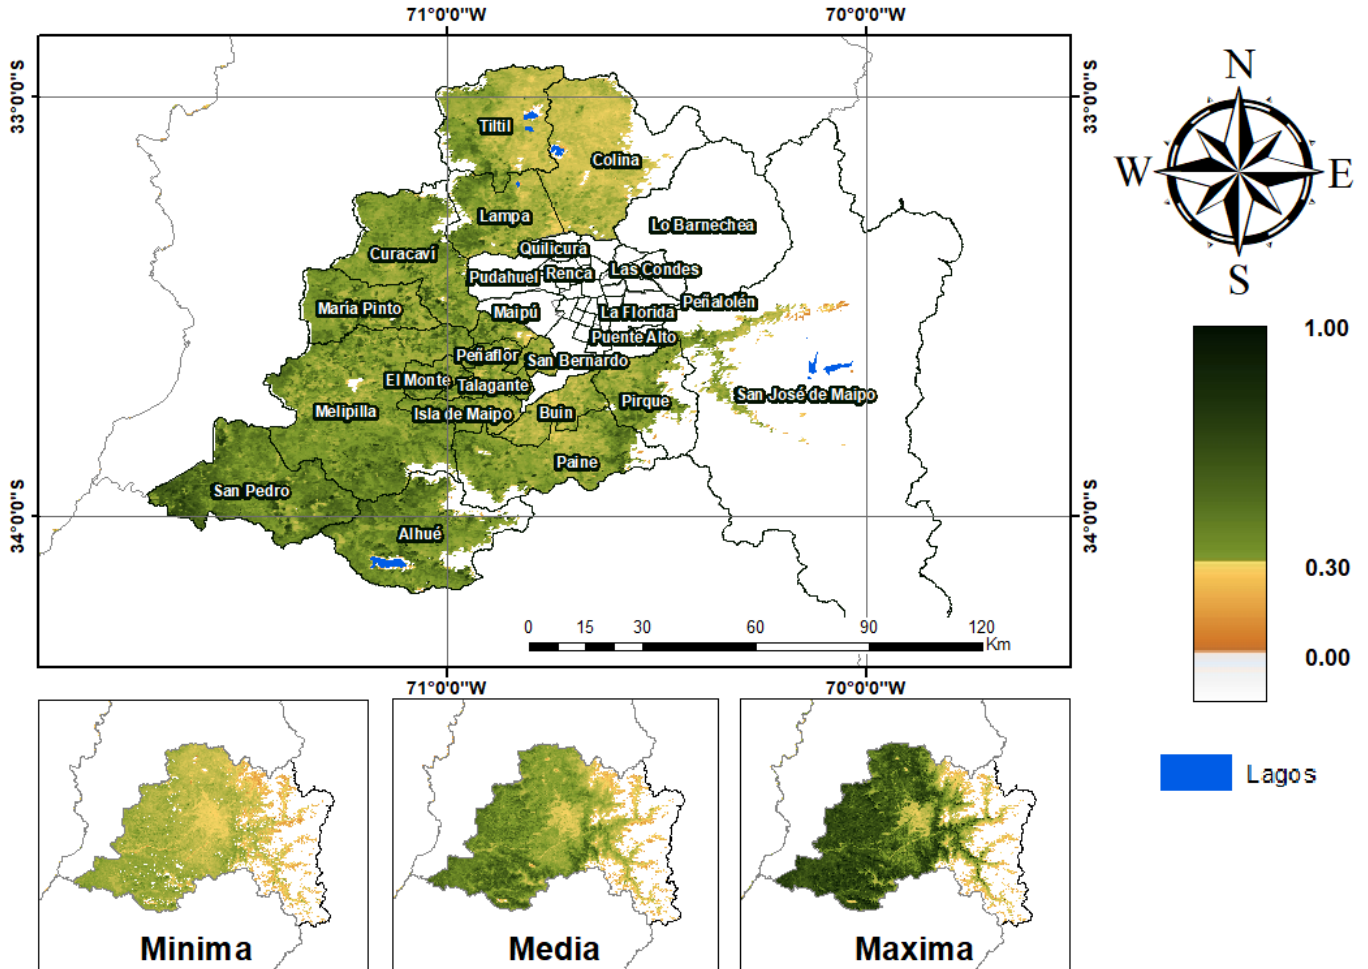 71°0'0"W
70°0'0"W
33°0'0"S
33°0'0"S
N
W
E
S
Tiltil
Colina
Lampa
Lo Barnechea
Curacaví
Quilicura
Pudahuel
Renca
Las Condes
María Pinto
Maipú
La Florida
Peñalolén
Puente Alto
Peñaflor
San Bernardo
El Monte
Talagante
San José de Maipo
Melipilla
Isla de Maipo
Buin
Pirque
Paine
San Pedro
Alhué
34°0'0"S
34°0'0"S
0 15 30 60 90 120
Km
71°0'0"W
70°0'0"W
1.00
0.30
0.00
Lagos
Minima
Media
Maxima